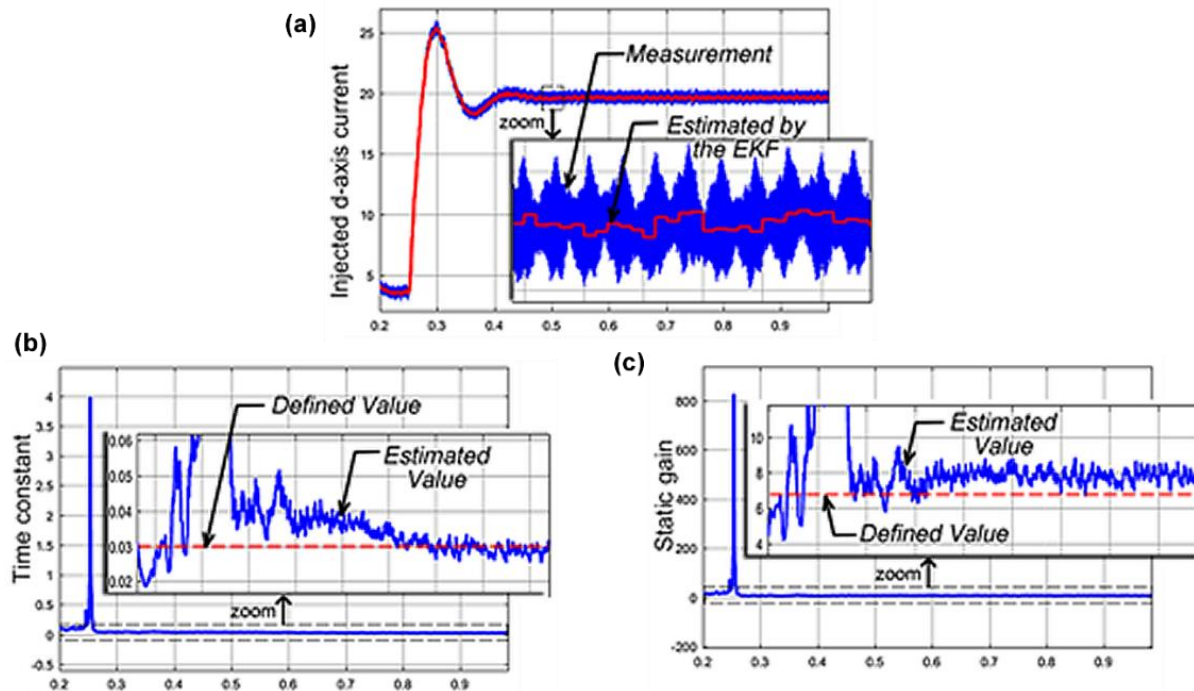 (a)
Injected d-axis current
25
20
15
10
5
Measurement
zoom
Estimated by
the EKF
0.2 0.3 0.4 0.5 0.6 0.7 0.8 0.9
(b)
Time constant
4
3.5
3
2.5
2
1.5
1
0.5
0
-0.5
Defined Value
0.06
0.05
0.04
0.03
0.02
Estimated
Value
zoom
0.2 0.3 0.4 0.5 0.6 0.7 0.8 0.9
(c)
Static gain
800
600
400
200
0
-200
10
8
6
4
Estimated
Value
Defined Value
zoom
0.2 0.3 0.4 0.5 0.6 0.7 0.8 0.9